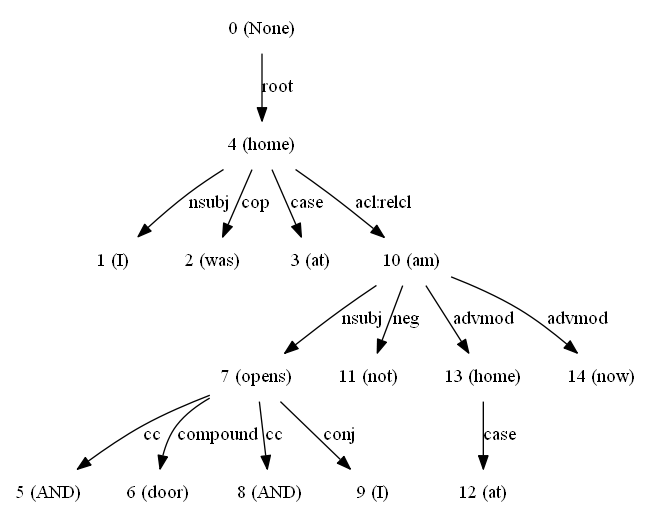 0 (None)
root
4 (home)
nsubj cop case acl:relcl
1 (I) 2 (was) 3 (at) 10 (am)
nsubj neg advmod advmod
7 (opens) 11 (not) 13 (home) 14 (now)
cc compound cc conj case
5 (AND) 6 (door) 8 (AND) 9 (I) 12 (at)